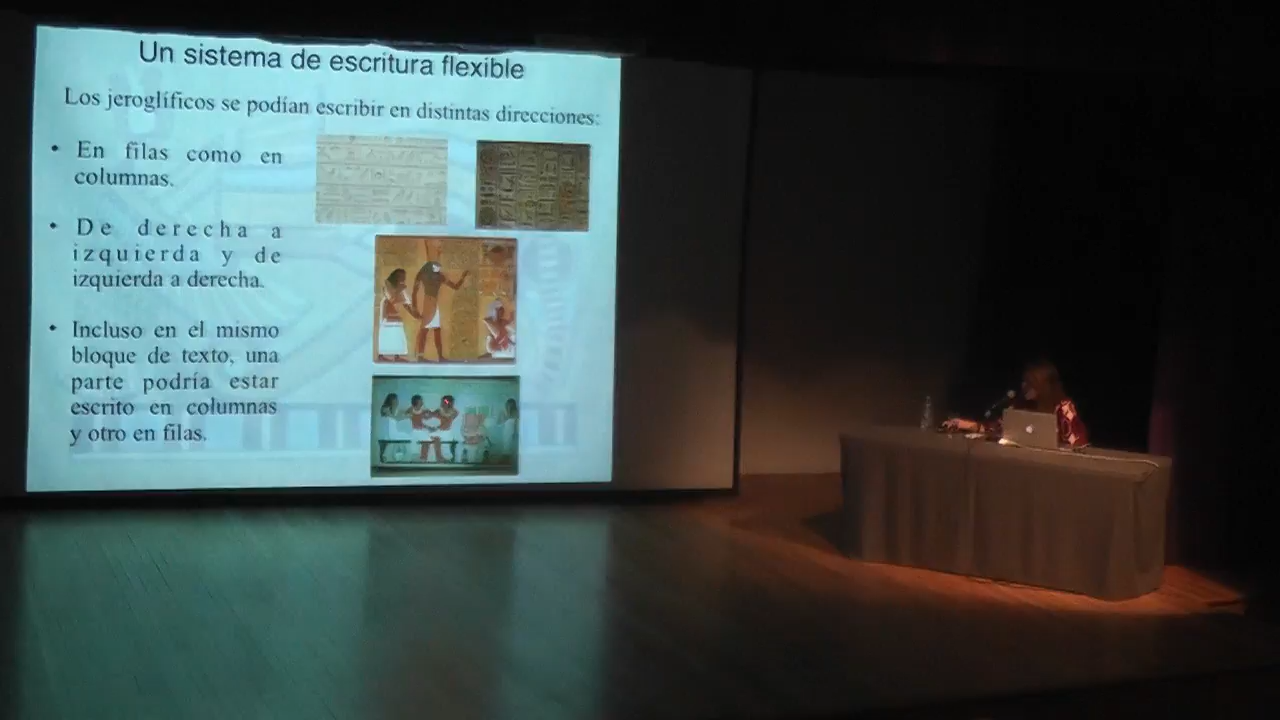 Un sistema de escritura flexible
Los jeroglíficos se podían escribir en distintas direcciones:
• En filas como en
columnas.
• De derecha a
izquierda y de
izquierda a derecha.
• Incluso en el mismo
bloque de texto, una
parte podría estar
escrito en columnas
y otro en filas.